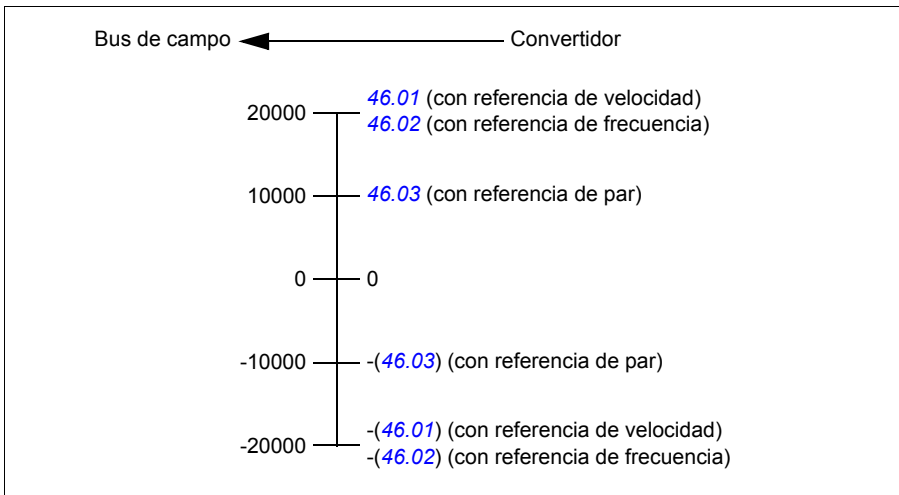 Bus de campo Convertidor
46.01 (con referencia de velocidad)
20000
46.02 (con referencia de frecuencia)
10000 46.03 (con referencia de par)
0 0
-10000 -(46.03) (con referencia de par)
-(46.01) (con referencia de velocidad)
-20000
-(46.02) (con referencia de frecuencia)